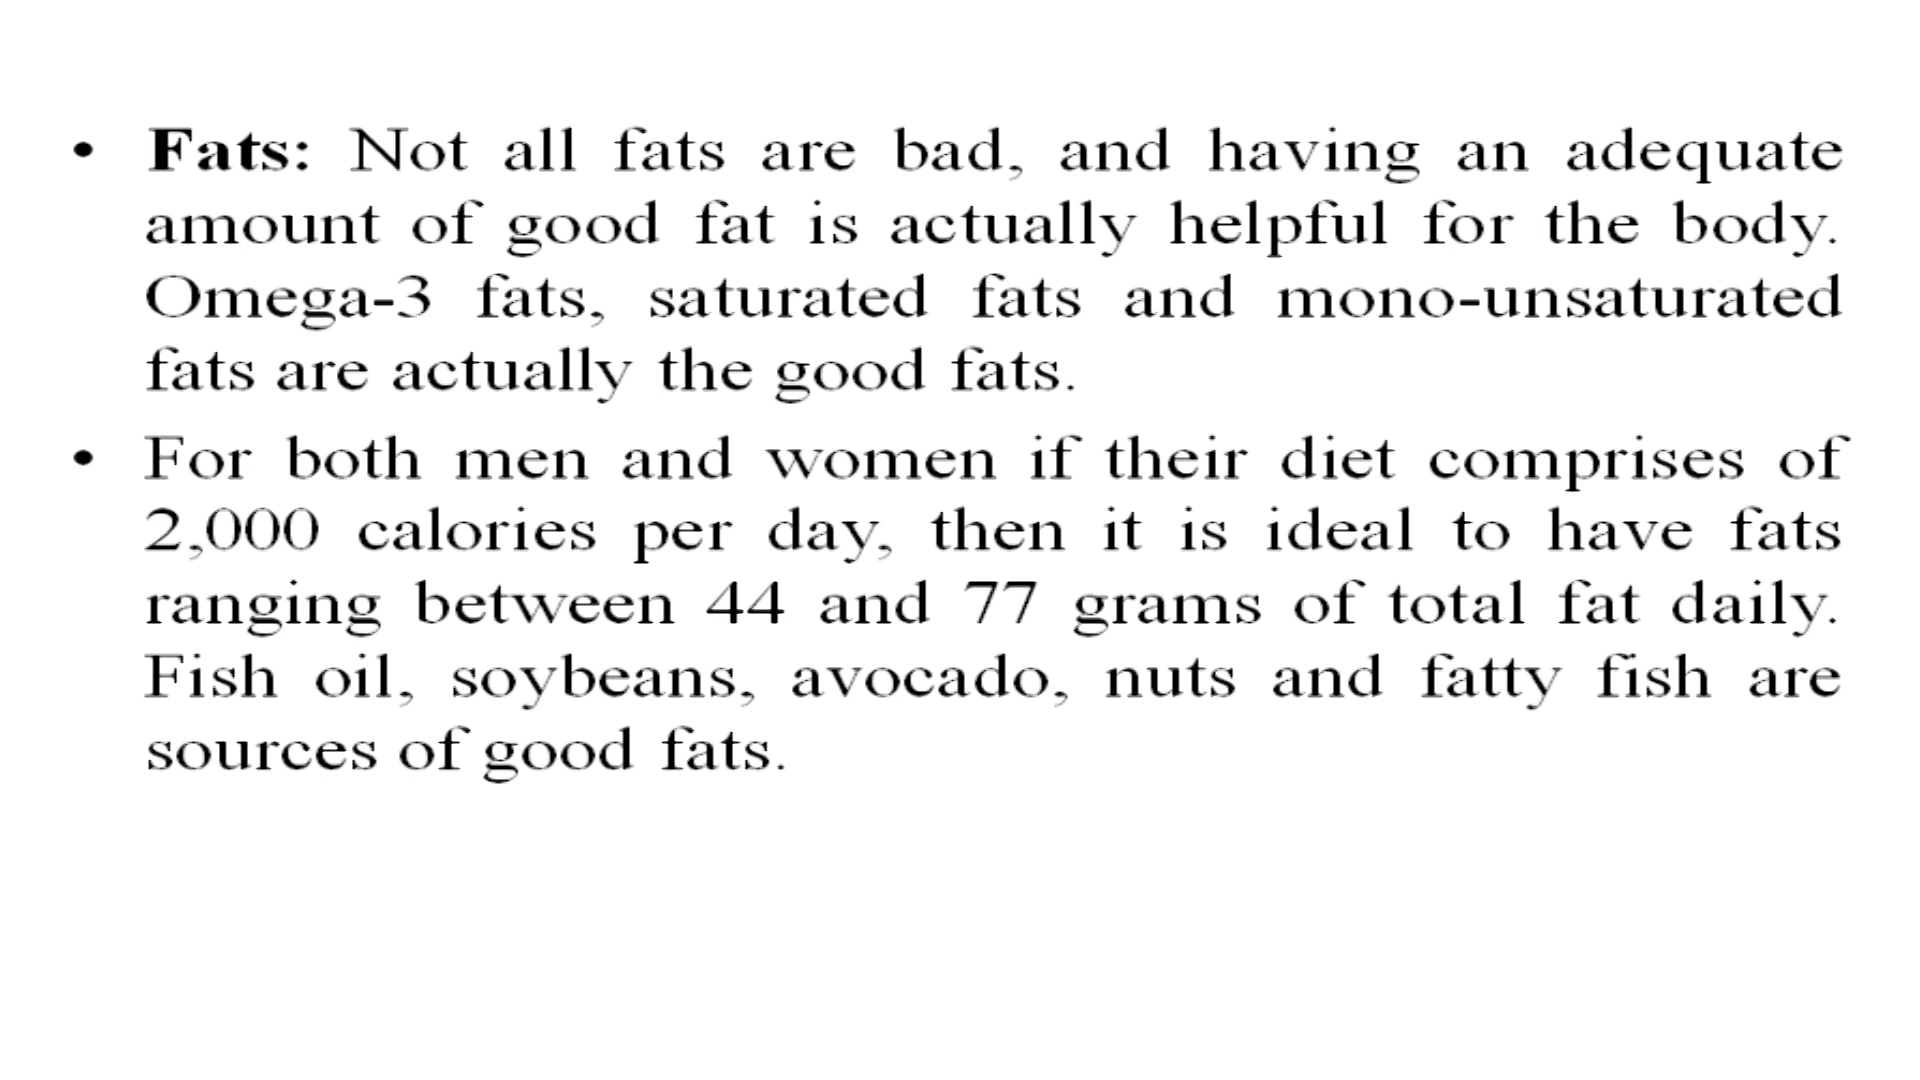 • Fats: Not all fats are bad, and having an adequate
amount of good fat is actually helpful for the body.
Omega-3 fats, saturated fats and mono-unsaturated
fats are actually the good fats.
• For both men and women if their diet comprises of
2,000 calories per day, then it is ideal to have fats
ranging between 44 and 77 grams of total fat daily.
Fish oil, soybeans, avocado, nuts and fatty fish are
sources of good fats.